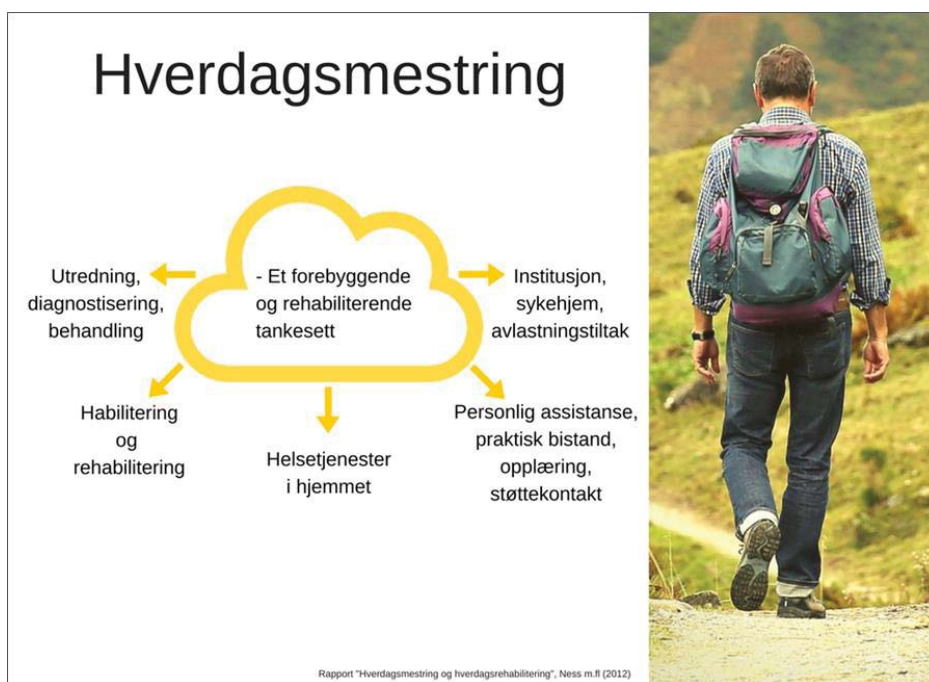 Hverdagsmestring
- Et forebyggende
og rehabiliterende
tankesett
Utredning,
diagnostisering,
behandling
Institusjon,
sykehjem,
avlastningstiltak
Habilitering
og
rehabilitering
Helsetjenester
i hjemmet
Personlig assistanse,
praktisk bistand,
opplæring,
støttekontakt
Rapport "Hverdagsmestring og hverdagsrehabilitering", Ness m.fl (2012)